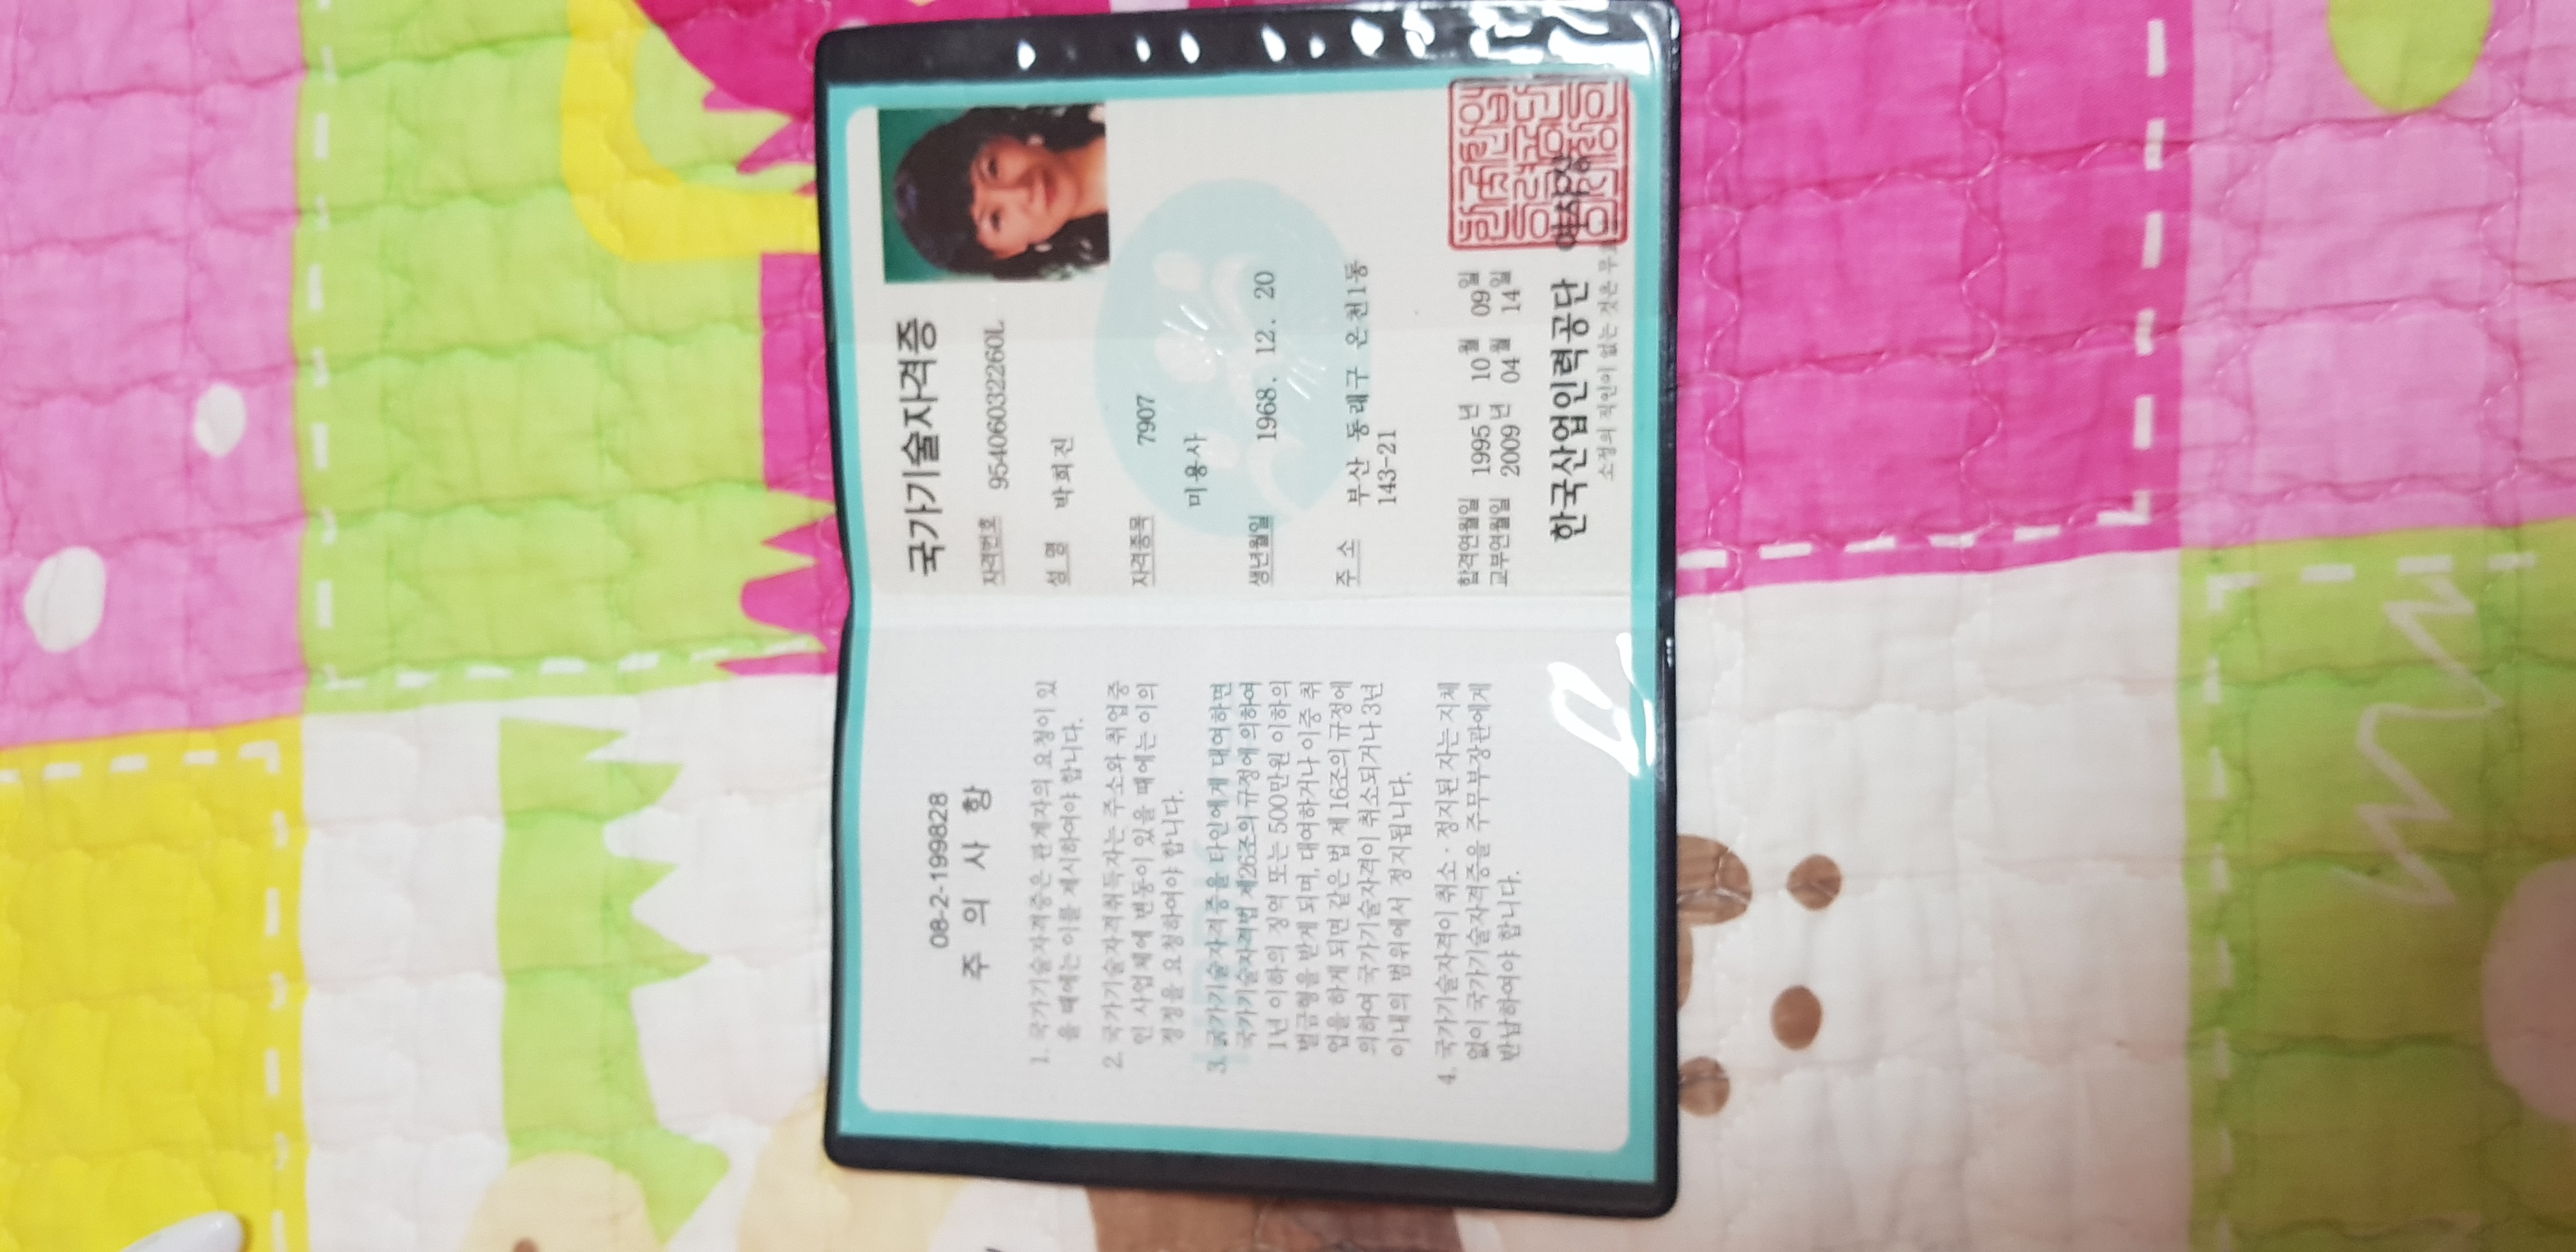 08-2-199828
주 의 사 항
1. 국가기술자격증은 관계자의 요청이 있
을 때에는 이를 제시하여야 합니다.
2. 국가기술자격취득자는 주소와 취업중
인 사업체에 변동이 있을 때에는 이의
정정을 요청하여야 합니다.
3. 국가기술자격증을 타인에게 대여하면
국가기술자격법 제26조의 규정에 의하여
1년 이하의 징역 또는 500만원 이하의
벌금형을 받게 되며, 대여하거나 이중 취
업을 하게 되면 같은 법 제16조의 규정에
의하여 국가기술자격이 취소되거나 3년
이내의 범위에서 정지됩니다.
4. 국가기술자격이 취소·정지된 자는 지체
없이 국가기술자격증을 주무부장관에게
반납하여야 합니다.
국가기술자격증
자격번호 95406032260L
성 명 박희진
자격종목 7907
미용사
생년월일 1968. 12. 20
주 소 부산 동래구 온천1동
143-21
합격연월일 1995년 10월 09일
교부연월일 2009년 04월 14일
한국산업인력공단 이사장
소정의 직인이 없는 것은 무